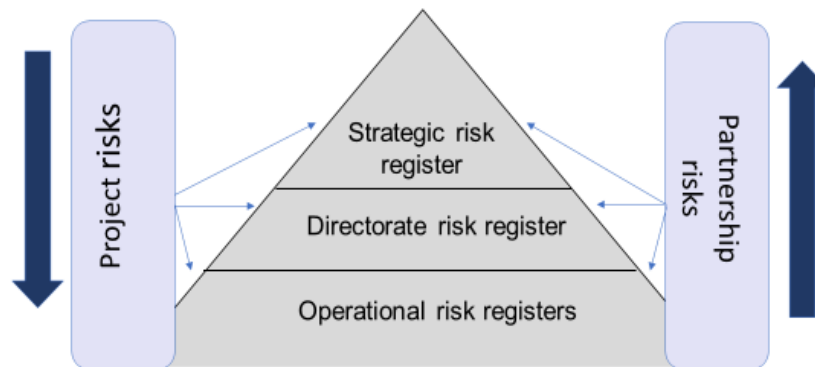 Project risks
Strategic risk
register
Directorate risk register
Operational risk registers
Partnership
risks